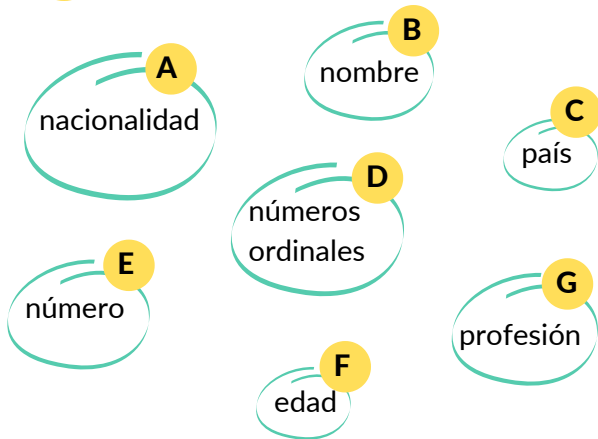 A
nacionalidad
B
nombre
C
país
D
números
ordinales
E
número
F
edad
G
profesión